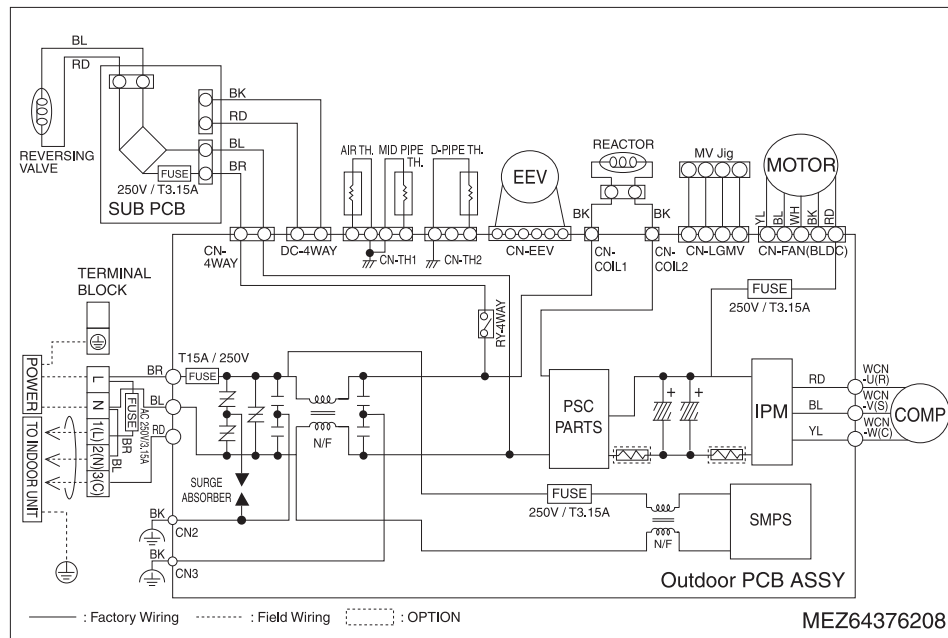 BL
RD
REVERSING
VALVE
FUSE
250V / T3.15A
SUB PCB
BK
RD
BL
BR
AIR TH.
MID PIPE
TH.
D-PIPE TH.
EEV
REACTOR
MV Jig
MOTOR
BK
BK
YL
BL
WH
BK
RD
CN-
4WAY
DC-4WAY
CN-TH1
CN-TH2
CN-EEV
CN-
COIL1
CN-
COIL2
CN-LGMV
CN-FAN(BLDC)
FUSE
250V / T3.15A
RY-4WAY
TERMINAL
BLOCK
POWER
TO INDOOR UNIT
L
N
1(L)
2(N)
3(C)
FUSE
AC 250V/3.15A
BR
BL
BR
BL
RD
T15A / 250V
FUSE
N/F
SURGE
ABSORBER
BK
CN2
BK
CN3
PSC
PARTS
+
+
IPM
RD
BL
YL
WCN
-U(R)
WCN
-V(S)
WCN
-W(C)
COMP
FUSE
250V / T3.15A
N/F
SMPS
Outdoor PCB ASSY
: Factory Wiring
: Field Wiring
: OPTION
MEZ64376208